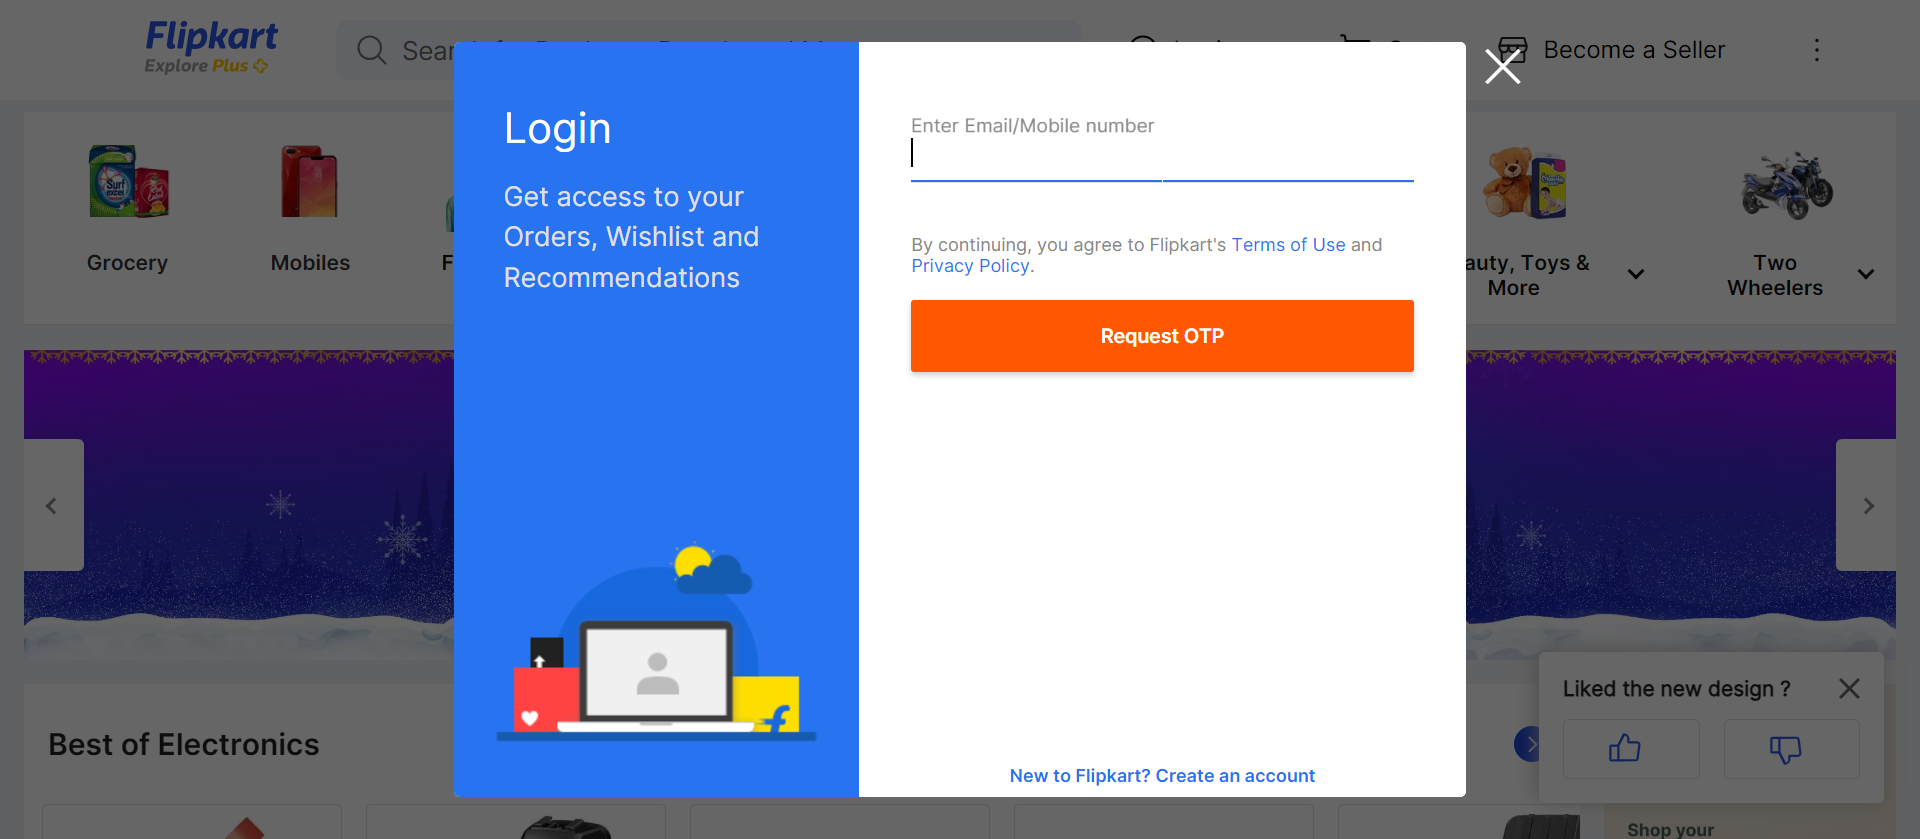 Flipkart
Explore Plus
Become a Seller
Login
Get access to your
Orders, Wishlist and
Recommendations
Enter Email/Mobile number
By continuing, you agree to Flipkart's Terms of Use and
Privacy Policy.
Request OTP
New to Flipkart? Create an account
Grocery
Mobiles
auty, Toys &
More
Two
Wheelers
Liked the new design ?
Best of Electronics
Shop your